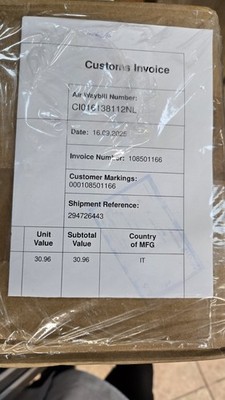 Customs Invoice
Air Waybill Number:
CI016138112NL
Date: 16.09.2025
Invoice Number: 108501166
Customer Markings:
000108501166
Shipment Reference:
294726443
Unit Value Subtotal Value Country of MFG
30.96 30.96 IT